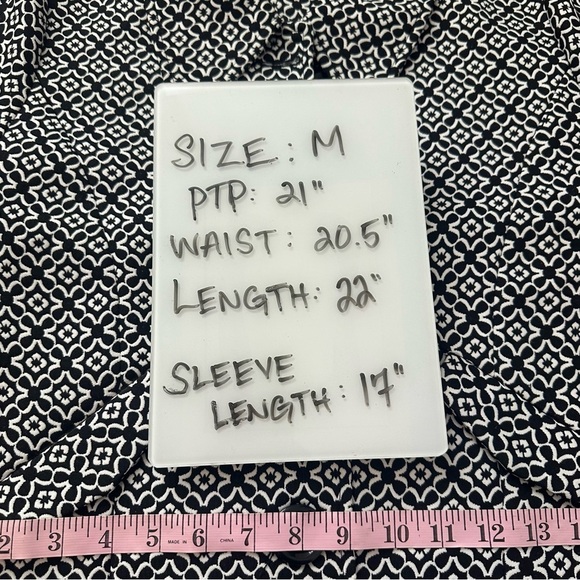 SIZE: M
PTP: 21"
WAIST: 20.5"
LENGTH: 22"
SLEEVE
LENGTH: 17"
2 3 4 5 MADE IN 6 CHINA 7 8 9 10 11 12 13